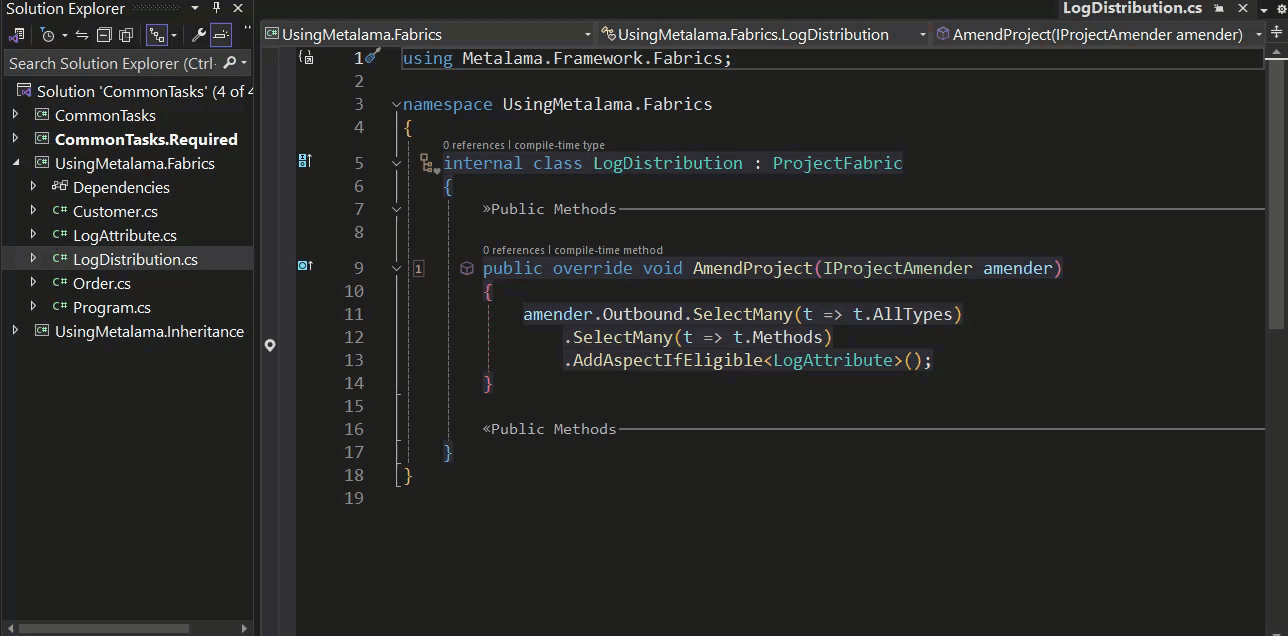 Solution Explorer
Search Solution Explorer (Ctrl-
Solution 'CommonTasks' (4 of 4
CommonTasks
CommonTasks.Required
UsingMetalama.Fabrics
Dependencies
C# Customer.cs
C# LogAttribute.cs
C# LogDistribution.cs
C# Order.cs
C# Program.cs
UsingMetalama.Inheritance
LogDistribution.cs
C# UsingMetalama.Fabrics
UsingMetalama.Fabrics.LogDistribution
AmendProject(IProjectAmender amender)
1 using Metalama.Framework.Fabrics;
2
3 namespace UsingMetalama.Fabrics
4 {
0 references | compile-time type
5 internal class LogDistribution : ProjectFabric
6 {
7 »Public Methods
8
0 references | compile-time method
9 1 public override void AmendProject(IProjectAmender amender)
10 {
11 amender.Outbound.SelectMany(t => t.AllTypes)
12 .SelectMany(t => t.Methods)
13 .AddAspectIfEligible<LogAttribute>();
14 }
15
16 «Public Methods
17 }
18 }
19